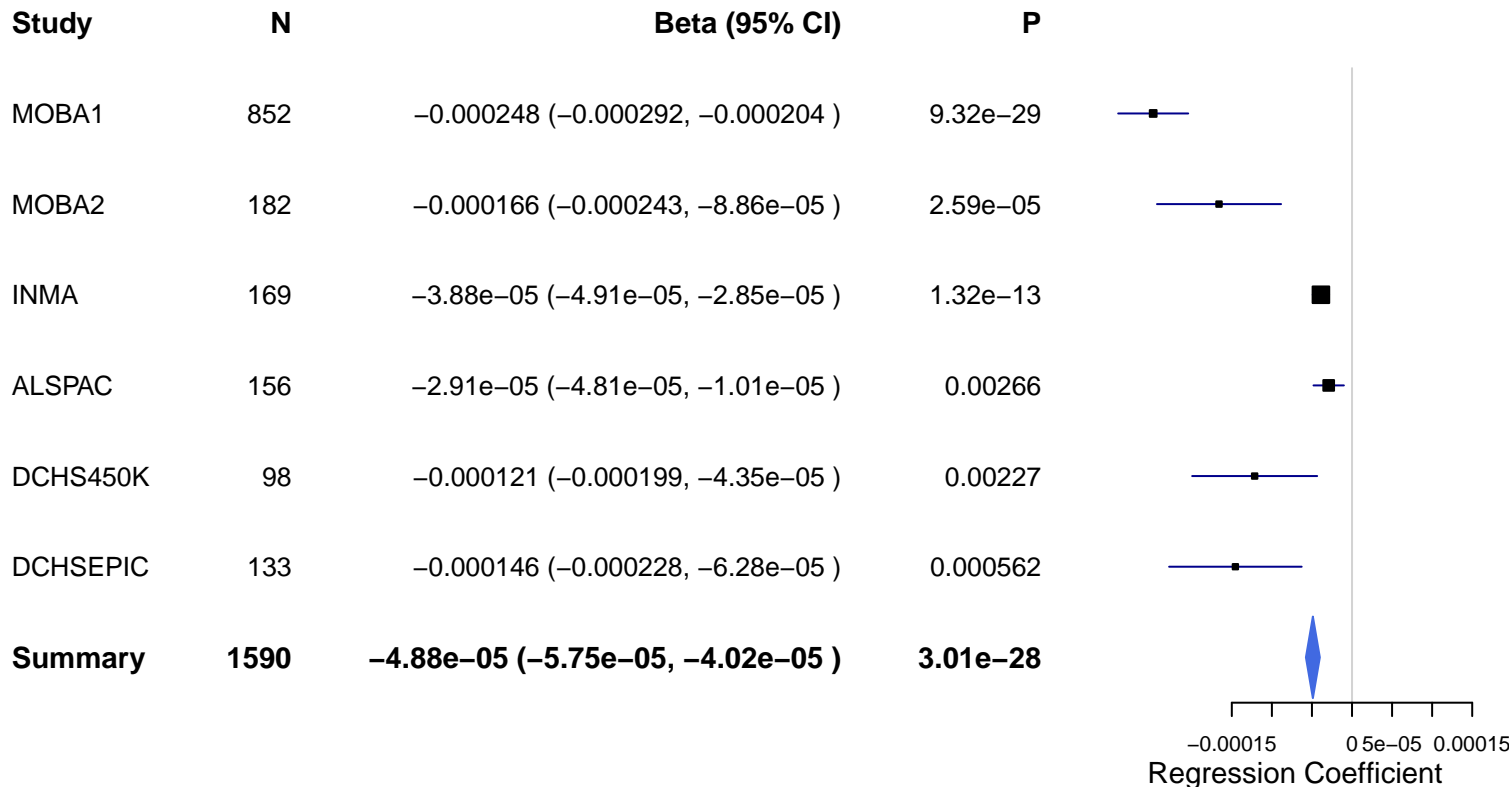 Study N Beta (95% CI) P
MOBA1 852 −0.000248 (−0.000292, −0.000204 ) 9.32e−29
MOBA2 182 −0.000166 (−0.000243, −8.86e−05 ) 2.59e−05
INMA 169 −3.88e−05 (−4.91e−05, −2.85e−05 ) 1.32e−13
ALSPAC 156 −2.91e−05 (−4.81e−05, −1.01e−05 ) 0.00266
DCHS450K 98 −0.000121 (−0.000199, −4.35e−05 ) 0.00227
DCHSEPIC 133 −0.000146 (−0.000228, −6.28e−05 ) 0.000562
Summary 1590 −4.88e−05 (−5.75e−05, −4.02e−05 ) 3.01e−28
−0.00015 0 5e−05 0.00015
Regression Coefficient